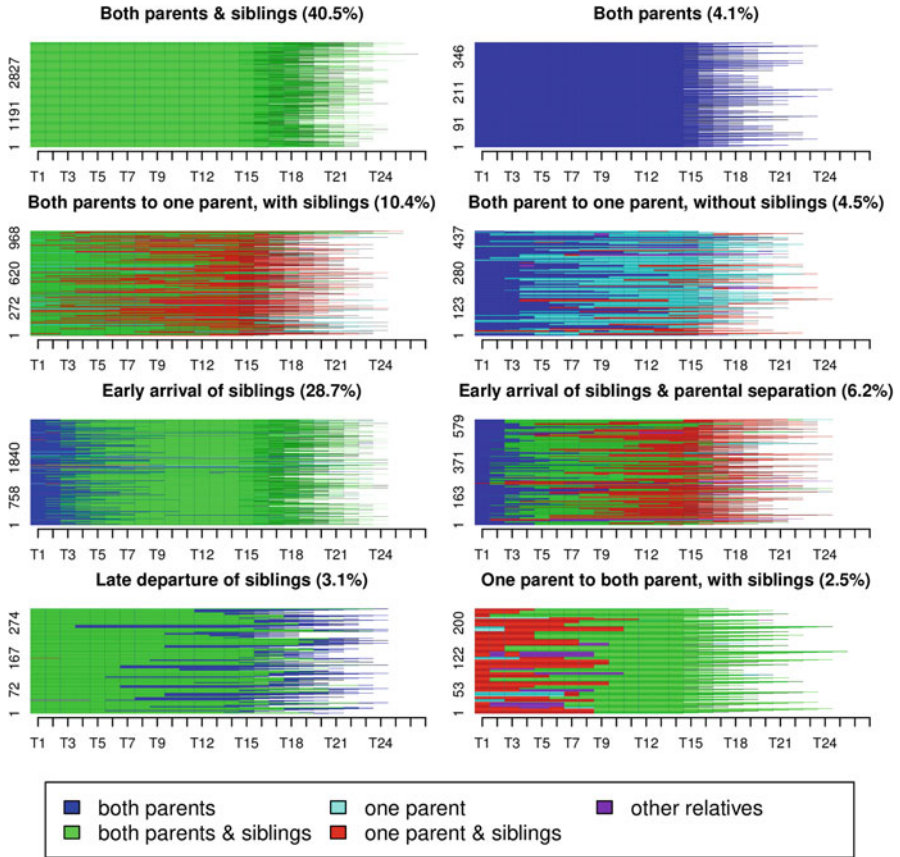 Both parents & siblings (40.5%)
Both parents (4.1%)
1 1191 2827
1 91 211 346
T1 T3 T5 T7 T9 T12 T15 T18 T21 T24
T1 T3 T5 T7 T9 T12 T15 T18 T21 T24
Both parents to one parent, with siblings (10.4%)
Both parent to one parent, without siblings (4.5%)
1 272 620 968
1 123 280 437
T1 T3 T5 T7 T9 T12 T15 T18 T21 T24
T1 T3 T5 T7 T9 T12 T15 T18 T21 T24
Early arrival of siblings (28.7%)
Early arrival of siblings & parental separation (6.2%)
1 758 1840
1 163 371 579
T1 T3 T5 T7 T9 T12 T15 T18 T21 T24
T1 T3 T5 T7 T9 T12 T15 T18 T21 T24
Late departure of siblings (3.1%)
One parent to both parent, with siblings (2.5%)
1 72 167 274
1 53 122 200
T1 T3 T5 T7 T9 T12 T15 T18 T21 T24
T1 T3 T5 T7 T9 T12 T15 T18 T21 T24
both parents one parent other relatives
both parents & siblings one parent & siblings